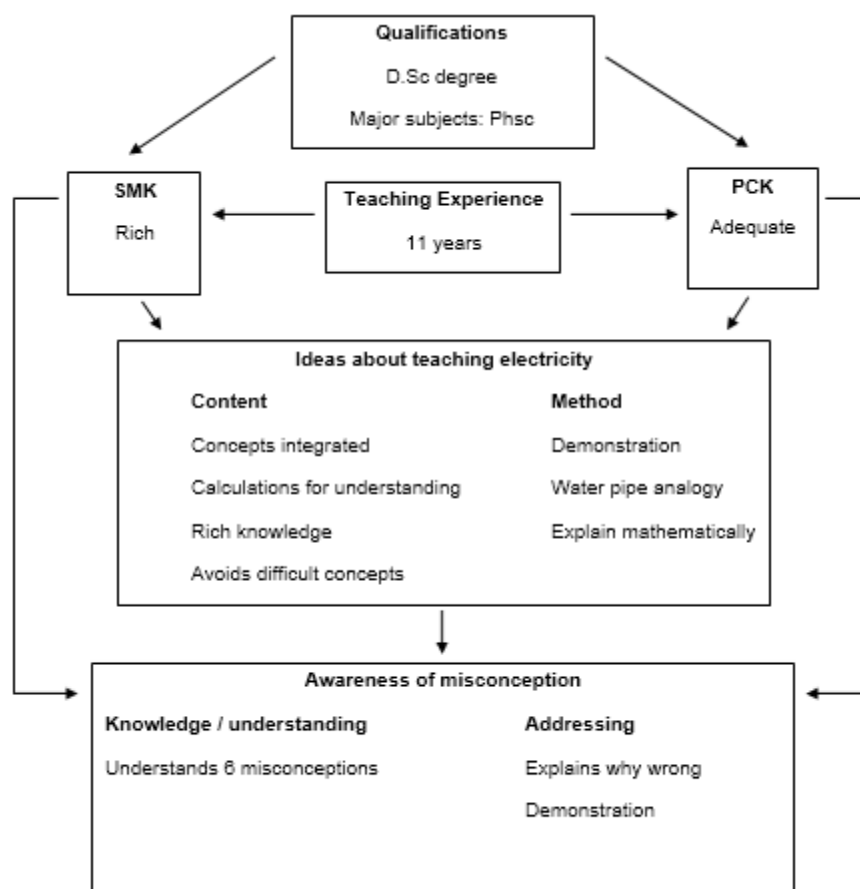 Qualifications
D.Sc degree
Major subjects: Phsc
SMK
Rich
Teaching Experience
11 years
PCK
Adequate
Ideas about teaching electricity
Content
Concepts integrated
Calculations for understanding
Rich knowledge
Avoids difficult concepts
Method
Demonstration
Water pipe analogy
Explain mathematically
Awareness of misconception
Knowledge / understanding
Understands 6 misconceptions
Addressing
Explains why wrong
Demonstration